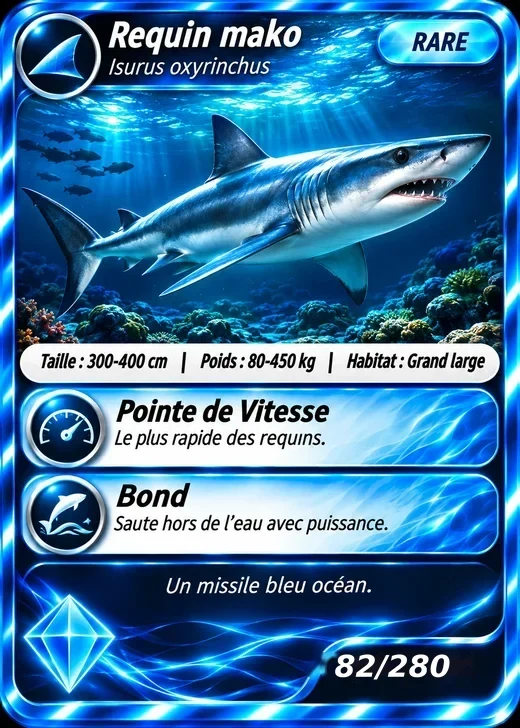 Requin mako
Isurus oxyrinchus
RARE
Taille : 300-400 cm | Poids : 80-450 kg | Habitat : Grand large
Pointe de Vitesse
Le plus rapide des requins.
Bond
Saute hors de l'eau avec puissance.
Un missile bleu océan.
82/280